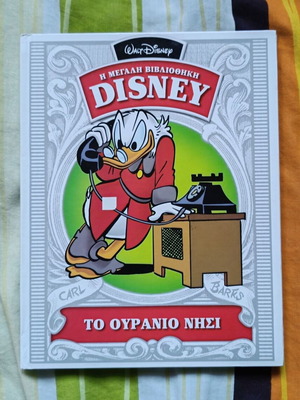 WALT DISNEY
Η ΜΕΓΑΛΗ ΒΙΒΛΙΟΘΗΚΗ
DISNEY
CARL BARKS
ΤΟ ΟΥΡΑΝΙΟ ΝΗΣΙ